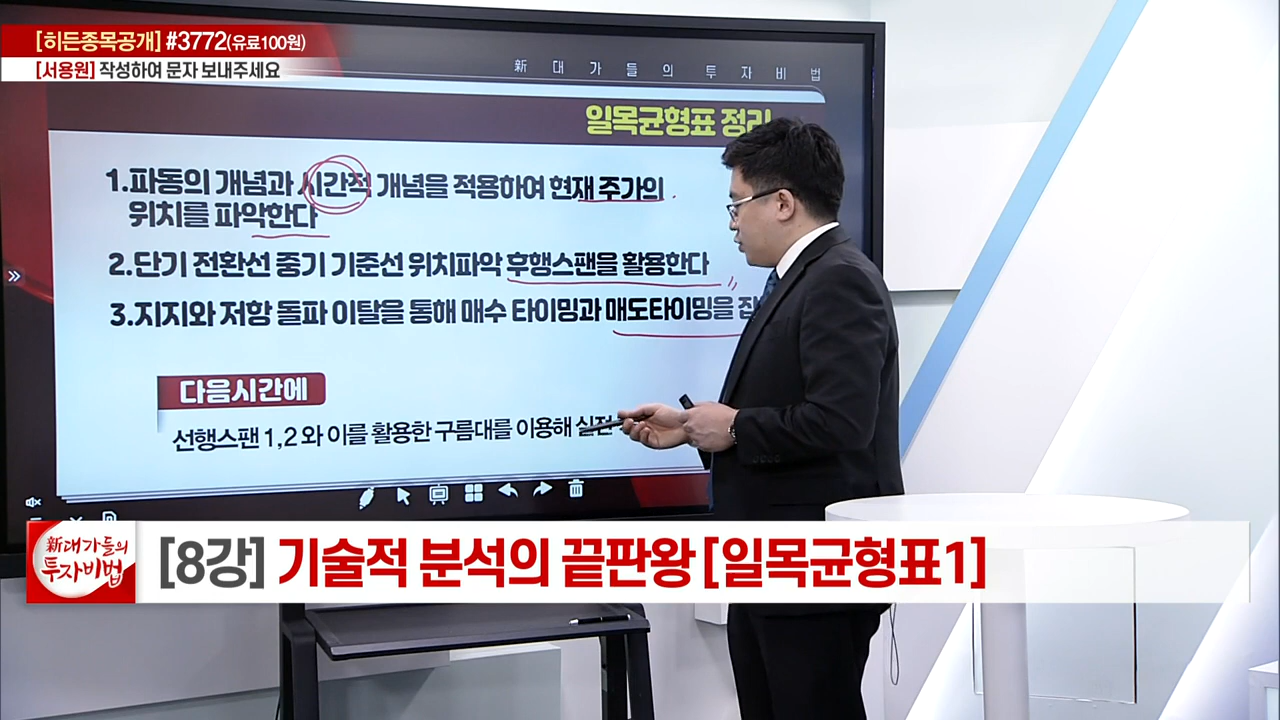 [히든종목공개] #3772(유료100원)
[서용원] 작성하여 문자 보내주세요
新 대 가 들 의 투 자 비 법
일목균형표 정리
1.파동의 개념과 시간적 개념을 적용하여 현재 주가의
위치를 파악한다
2.단기 전환선 중기 기준선 위치파악 후행스팬을 활용한다
3.지지와 저항 돌파 이탈을 통해 매수 타이밍과 매도타이밍을
다음시간에
선행스팬 1,2 와 이를 활용한 구름대를 이용해 실전
新대가들의
투자비법
[8강] 기술적 분석의 끝판왕 [일목균형표1]